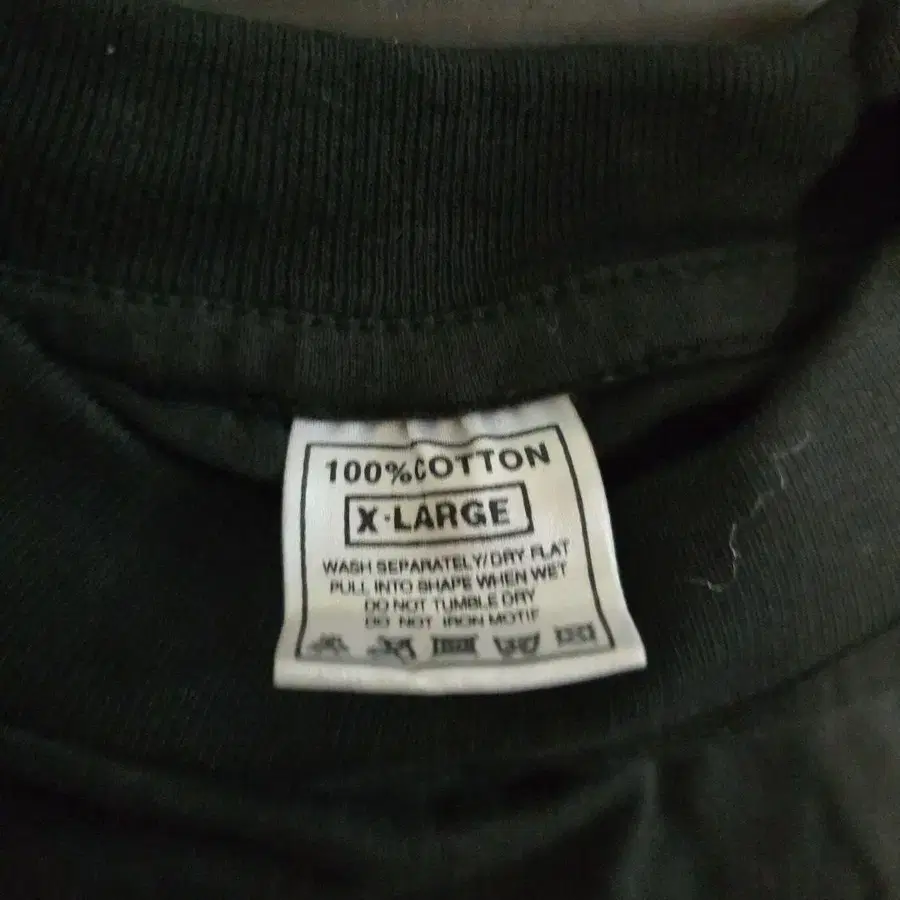 100% COTTON
X-LARGE
WASH SEPARATELY/DRY FLAT
PULL INTO SHAPE WHEN WET
DO NOT TUMBLE DRY
DO NOT IRON MOTIF